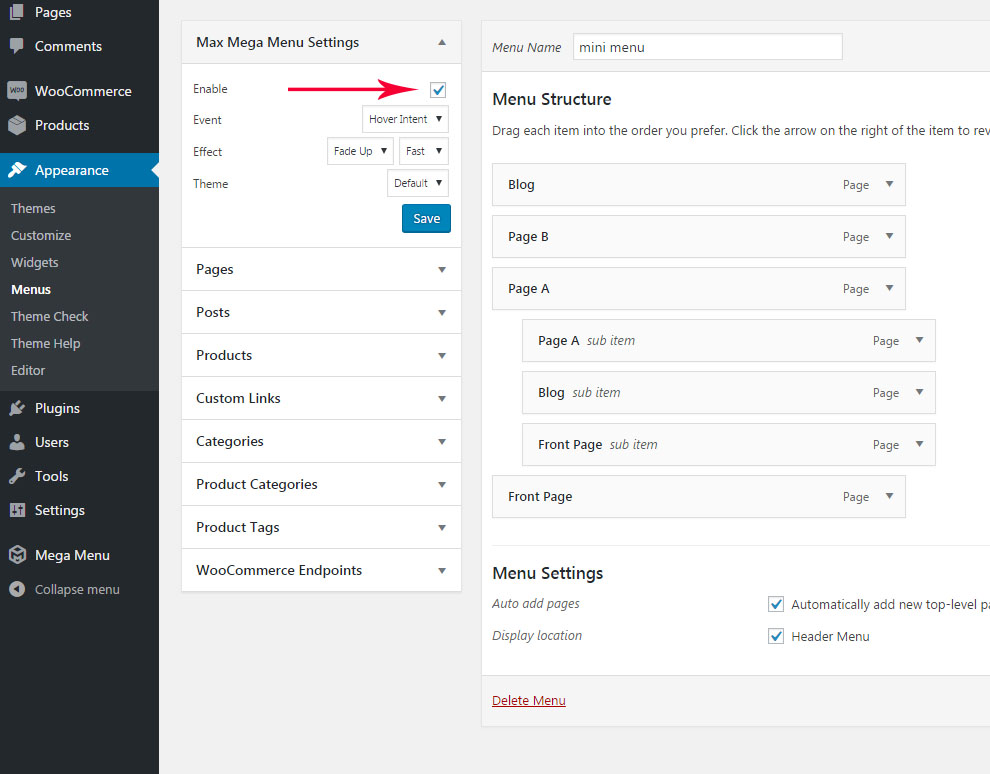 Pages
Comments
WOO
WooCommerce
Products
Appearance
Themes
Customize
Widgets
Menus
Theme Check
Theme Help
Editor
Plugins
Users
Tools
Settings
Mega Menu
Collapse menu
Max Mega Menu Settings
Enable
Event Hover Intent
Effect Fade Up Fast
Theme Default
Save
Pages
Posts
Products
Custom Links
Categories
Product Categories
Product Tags
WooCommerce Endpoints
Menu Name mini menu
Menu Structure
Drag each item into the order you prefer. Click the arrow on the right of the item to rev
Blog Page
Page B Page
Page A Page
Page A sub item Page
Blog sub item Page
Front Page sub item Page
Front Page Page
Menu Settings
Auto add pages Automatically add new top-level pa
Display location Header Menu
Delete Menu